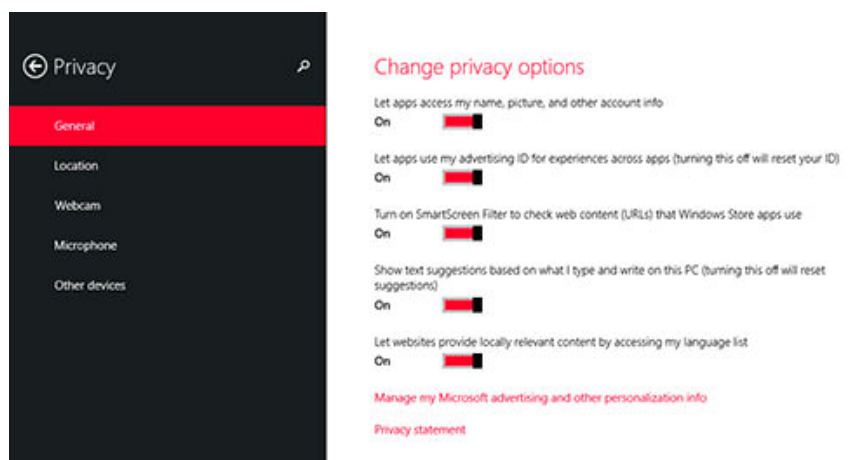 Privacy
General
Location
Webcam
Microphone
Other devices
Change privacy options
Let apps access my name, picture, and other account info
On
Let apps use my advertising ID for experiences across apps (turning this off will reset your ID)
On
Turn on SmartScreen Filter to check web content (URLs) that Windows Store apps use
On
Show text suggestions based on what I type and write on this PC (turning this off will reset
suggestions)
On
Let websites provide locally relevant content by accessing my language list
On
Manage my Microsoft advertising and other personalization info
Privacy statement